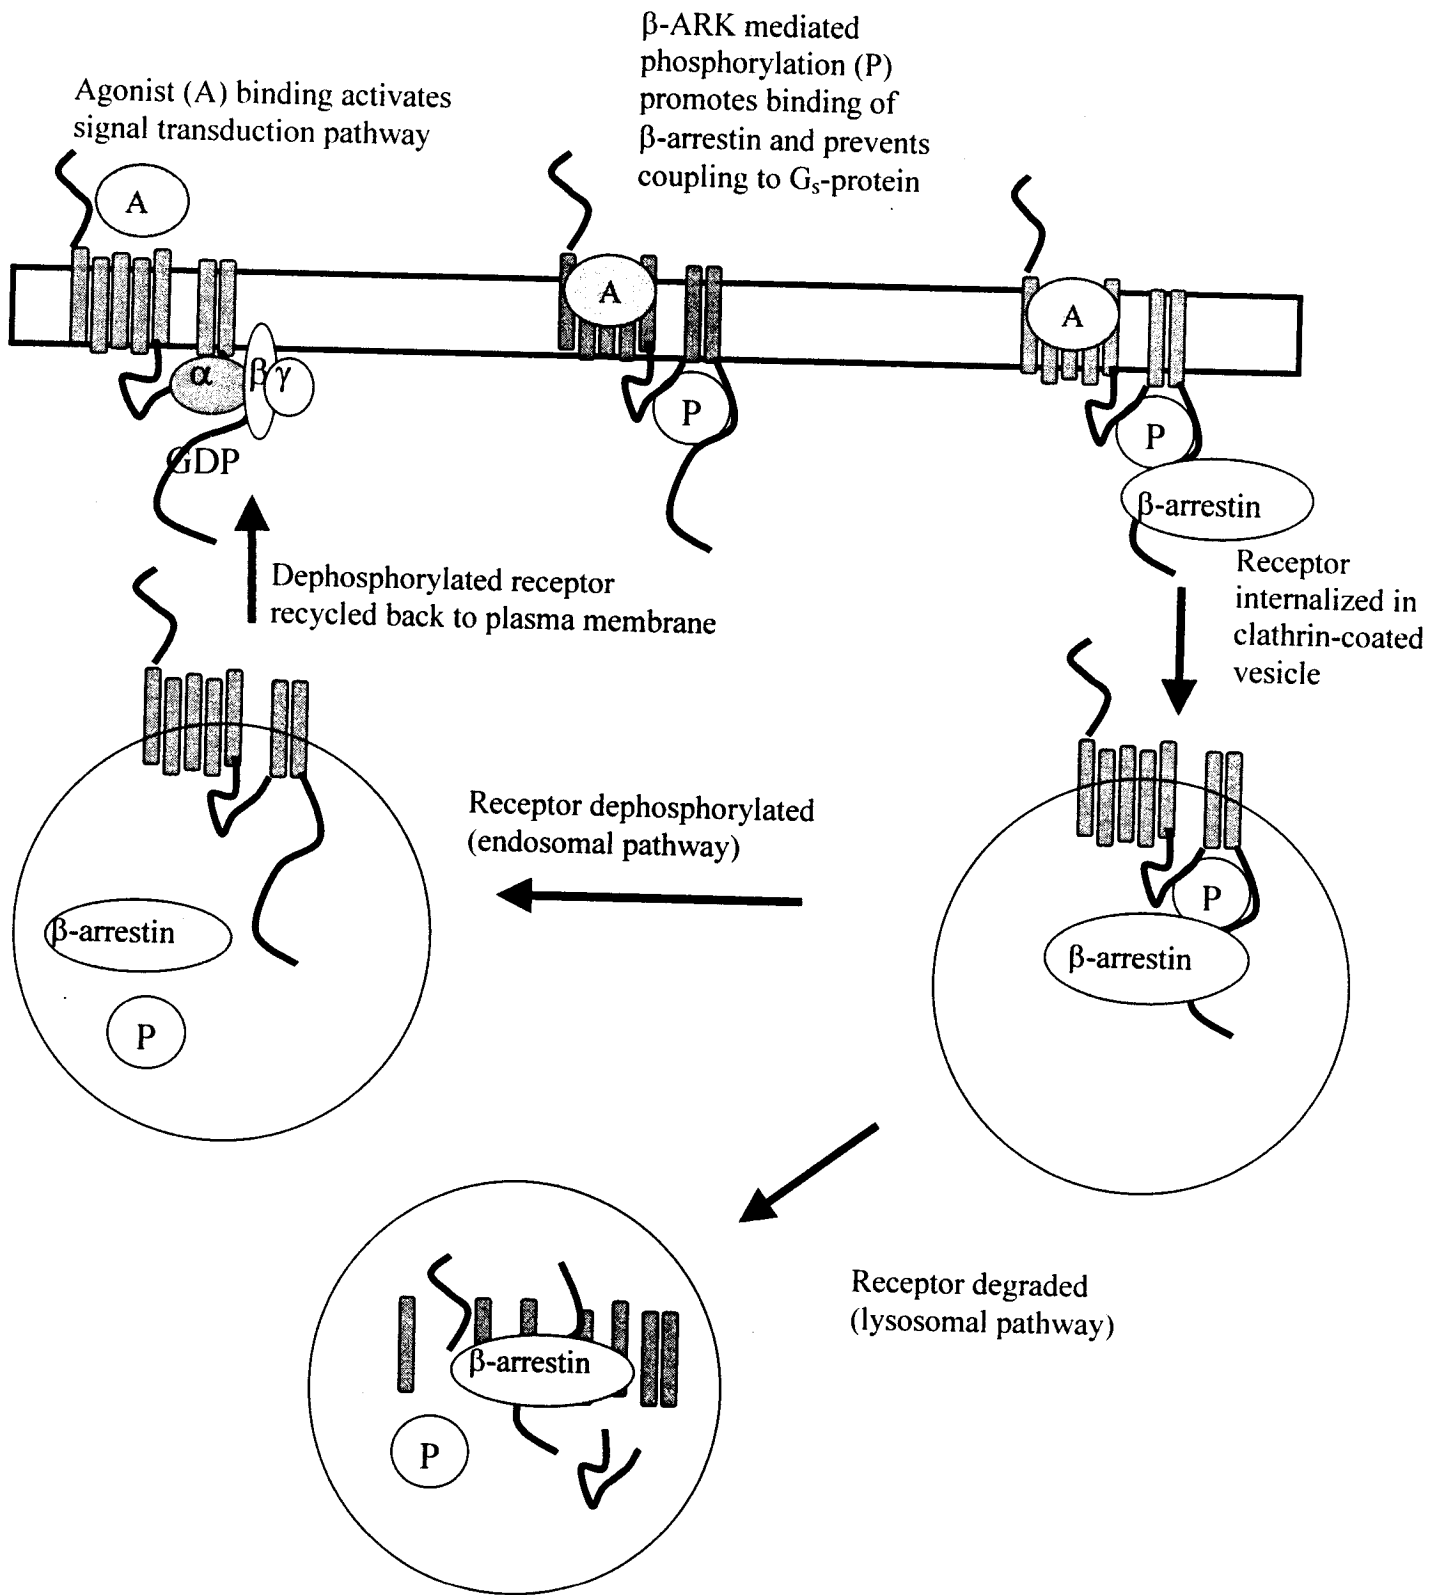 β-ARK mediated
phosphorylation (P)
promotes binding of
β-arrestin and prevents
coupling to Gs-protein
Agonist (A) binding activates
signal transduction pathway
A
A
A
α
β
γ
GDP
P
P
β-arrestin
Receptor
internalized in
clathrin-coated
vesicle
Dephosphorylated receptor
recycled back to plasma membrane
Receptor dephosphorylated
(endosomal pathway)
P
β-arrestin
β-arrestin
P
Receptor degraded
(lysosomal pathway)
β-arrestin
P